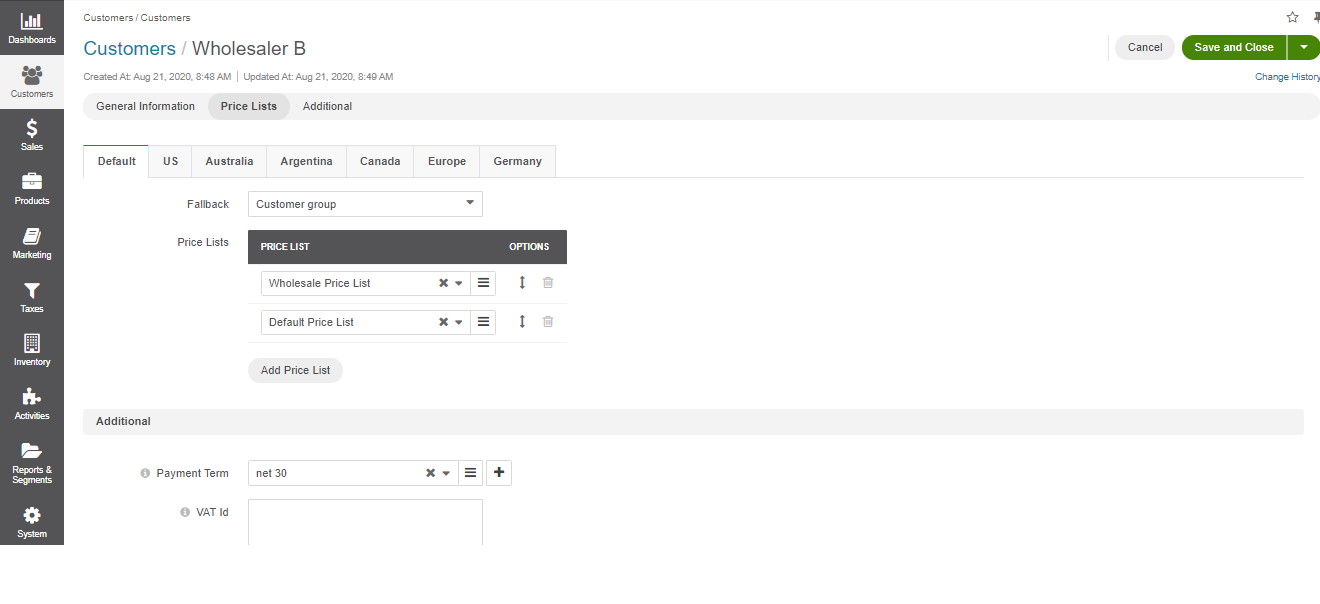 Dashboards
Customers
Sales
Products
Marketing
Taxes
Inventory
Activities
Reports &
Segments
System
Customers / Customers
Customers / Wholesaler B
Cancel
Save and Close
Created At: Aug 21, 2020, 8:48 AM | Updated At: Aug 21, 2020, 8:49 AM
Change History
General Information Price Lists Additional
Default US Australia Argentina Canada Europe Germany
Fallback Customer group
Price Lists PRICE LIST OPTIONS
Wholesale Price List
Default Price List
Add Price List
Additional
Payment Term net 30
VAT Id